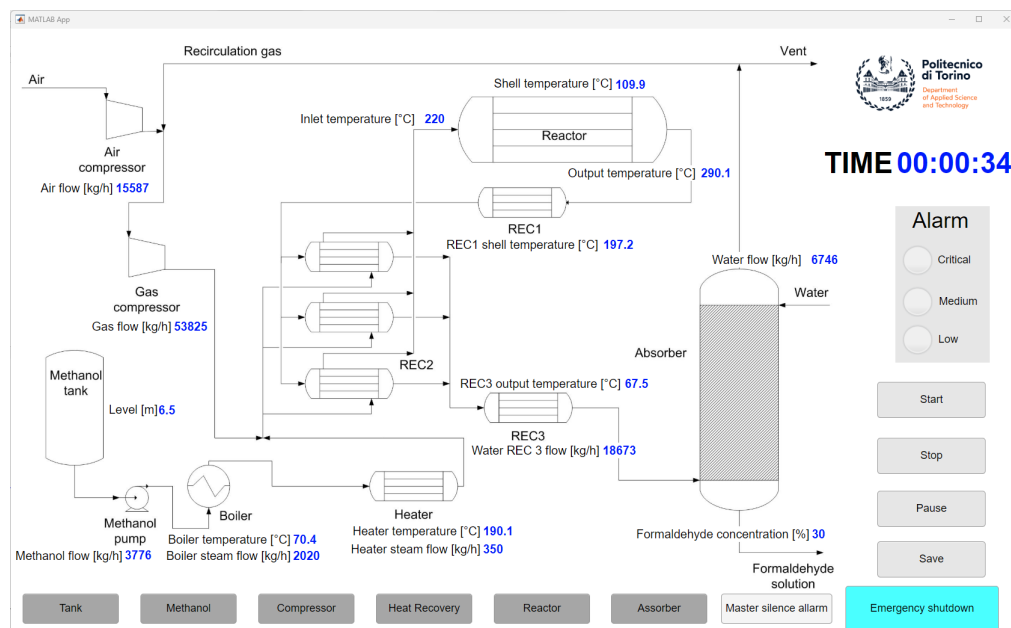 MATLAB App
Recirculation gas
Vent
Air
Shell temperature [°C] 109.9
Politecnico
di Torino
Department
of Applied Science
and Technology
1859
Inlet temperature [°C] 220
Reactor
Air
compressor
Air flow [kg/h] 15587
TIME 00:00:34
Output temperature [°C] 290.1
REC1
REC1 shell temperature [°C] 197.2
Alarm
Critical
Medium
Low
Water flow [kg/h] 6746
Water
Gas
compressor
Gas flow [kg/h] 53825
Absorber
REC2
Methanol
tank
Level [m]6.5
REC3 output temperature [°C] 67.5
REC3
Water REC 3 flow [kg/h] 18673
Start
Stop
Pause
Save
Methanol
pump
Methanol flow [kg/h] 3776
Boiler
Boiler temperature [°C] 70.4
Boiler steam flow [kg/h] 2020
Heater
Heater temperature [°C] 190.1
Heater steam flow [kg/h] 350
Formaldehyde concentration [%] 30
Formaldehyde
solution
Tank
Methanol
Compressor
Heat Recovery
Reactor
Assorber
Master silence allarm
Emergency shutdown